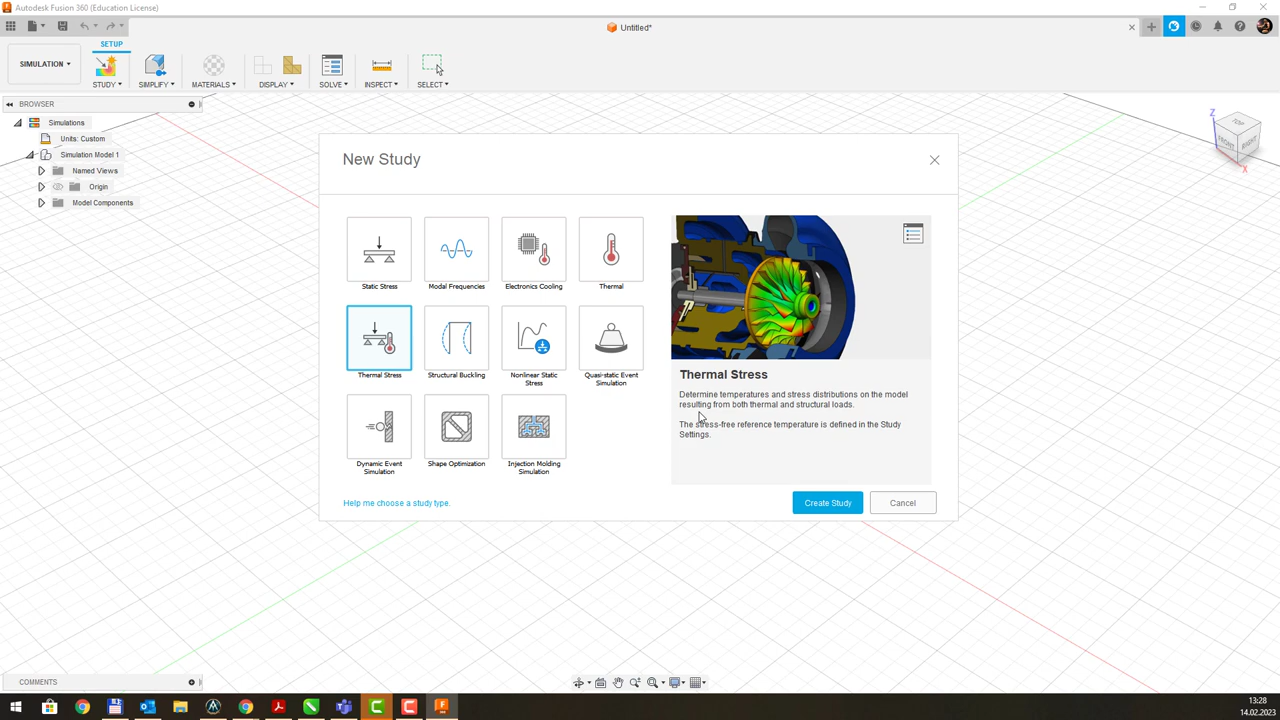 Autodesk Fusion 360 (Education License)
Untitled*
SETUP
SIMULATION
STUDY
SIMPLIFY
MATERIALS
DISPLAY
SOLVE
INSPECT
SELECT
BROWSER
Simulations
Units: Custom
Simulation Model 1
Named Views
Origin
Model Components
Z
TOP
FRONT
RIGHT
X
New Study
Static Stress
Modal Frequencies
Electronics Cooling
Thermal
Thermal Stress
Structural Buckling
Nonlinear Static
Stress
Quasi-static Event
Simulation
Dynamic Event
Simulation
Shape Optimization
Injection Molding
Simulation
Thermal Stress
Determine temperatures and stress distributions on the model
resulting from both thermal and structural loads.
The stress-free reference temperature is defined in the Study
Settings.
Help me choose a study type.
Create Study
Cancel
COMMENTS
13:28
14.02.2023